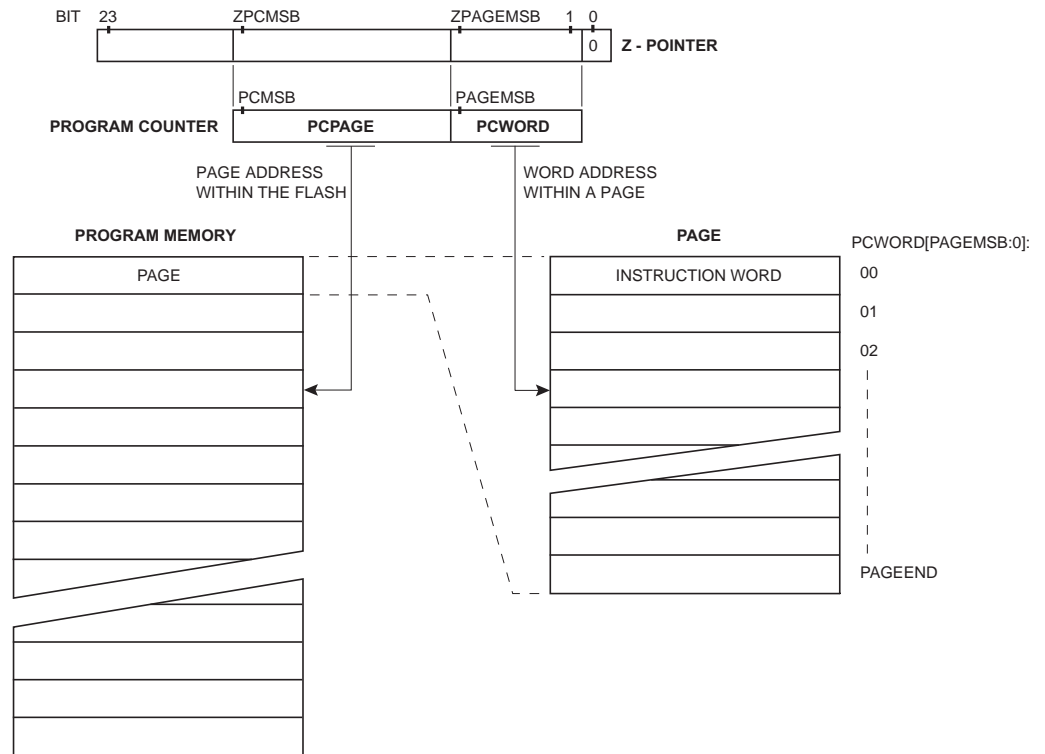 BIT 23 ZPCMSB ZPAGEMSB 1 0
0 Z - POINTER
PCMSB PAGEMSB
PROGRAM COUNTER PCPAGE PCWORD
PAGE ADDRESS
WITHIN THE FLASH
WORD ADDRESS
WITHIN A PAGE
PROGRAM MEMORY
PAGE
PAGE
PCWORD[PAGEMSB:0]:
INSTRUCTION WORD
00
01
02
PAGEEND